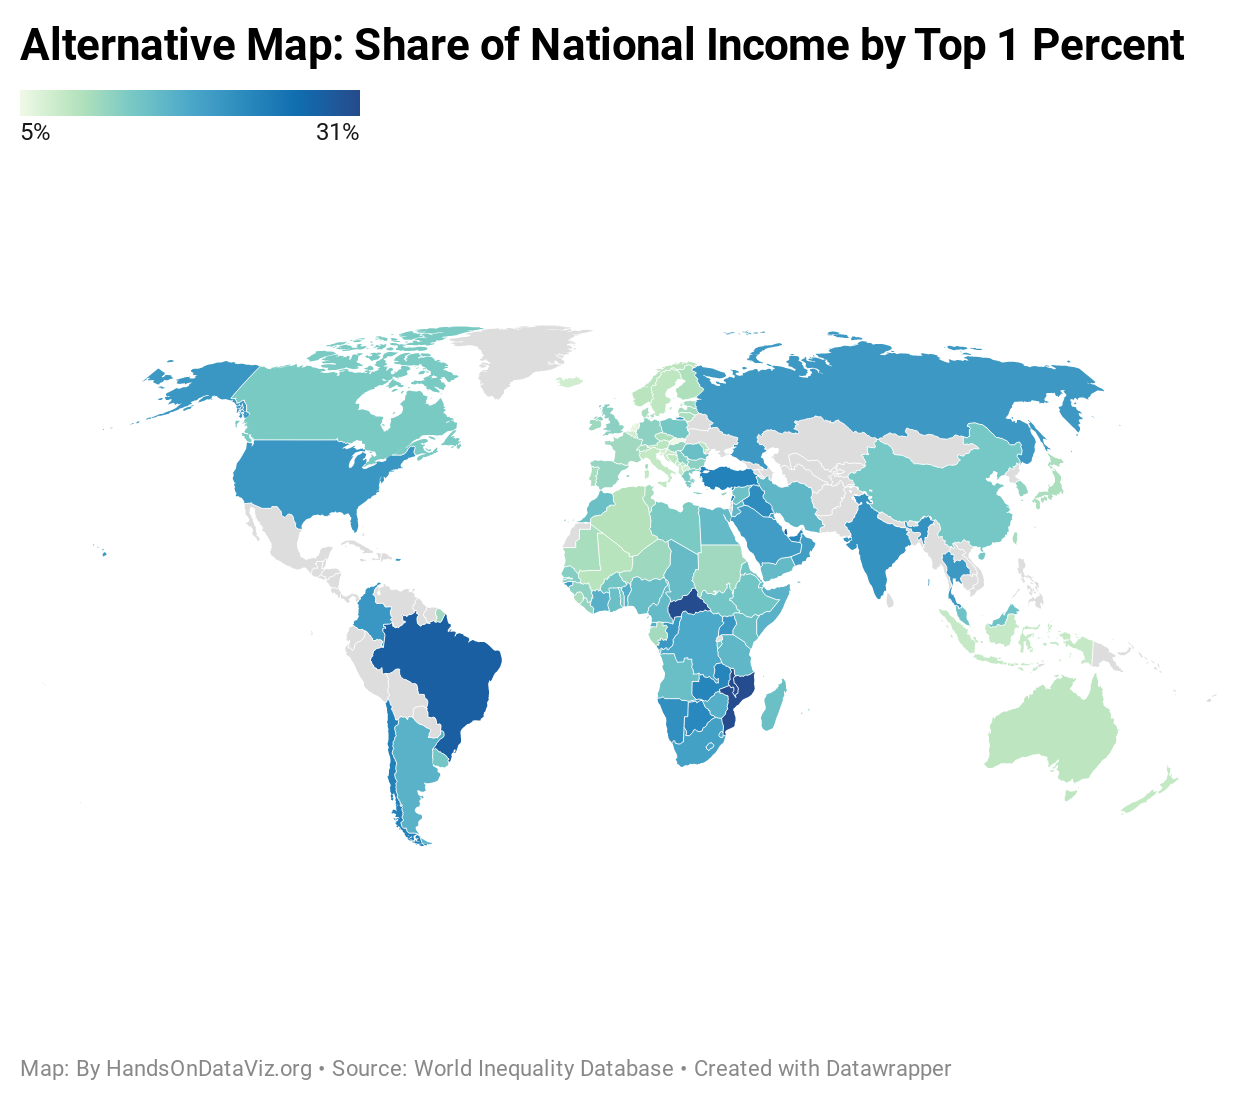 Alternative Map: Share of National Income by Top 1 Percent
5% 31%
Map: By HandsOnDataViz.org • Source: World Inequality Database • Created with Datawrapper